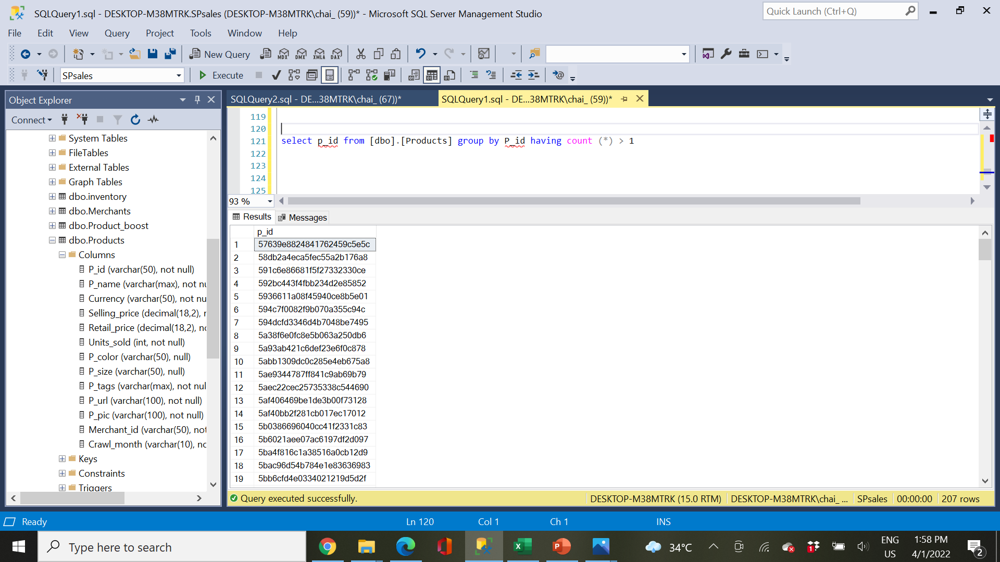 SQLQuery1.sql - DESKTOP-M38MTRK.SPsales (DESKTOP-M38MTRK\chai_ (59))* - Microsoft SQL Server Management Studio
Quick Launch (Ctrl+Q)
File Edit View Query Project Tools Window Help
New Query MDX DMX XMLA DAX
SPsales Execute
Object Explorer
Connect
System Tables
FileTables
External Tables
Graph Tables
dbo.inventory
dbo.Merchants
dbo.Product_boost
dbo.Products
Columns
P_id (varchar(50), not null)
P_name (varchar(max), not nu
Currency (varchar(50), not nu
Selling_price (decimal(18,2), r
Retail_price (decimal(18,2), no
Units_sold (int, not null)
P_color (varchar(50), null)
P_size (varchar(50), null)
P_tags (varchar(max), not nul
P_url (varchar(100), not null)
P_pic (varchar(100), not null)
Merchant_id (varchar(50), not
Crawl_month (varchar(10), no
Keys
Constraints
Triggers
SQLQuery2.sql - DE...38MTRK\chai_ (67))*
SQLQuery1.sql - DE...38MTRK\chai_ (59))*
119
120
121 select p_id from [dbo].[Products] group by P_id having count (*) > 1
122
123
124
125
93 %
Results Messages
p_id
1 57639e8824841762459c5e5c
2 58db2a4eca5fec55a2b176a8
3 591c6e86681f5f27332330ce
4 592bc443f4fbb234d2e85852
5 5936611a08f45940ce8b5e01
6 594c7f0082f9b070a355c94c
7 594dcfd3346d4b7048be7495
8 5a38f6e0fc8e5b063a250db6
9 5a93ab421c6def23e6f0c878
10 5abb1309dc0c285e4eb675a8
11 5ae9344787ff841c9ab69b79
12 5aec22cec25735338c544690
13 5af406469be1de3b00f73128
14 5af40bb2f281cb017ec17012
15 5b0386696040cc41f2331c83
16 5b6021aee07ac6197df2d097
17 5ba4f816c1a38516a0cb12d9
18 5bac96d54b784e1e83636983
19 5bb6cfd4e0334021219d5d2f
Query executed successfully. DESKTOP-M38MTRK (15.0 RTM) DESKTOP-M38MTRK\chai_ ... SPsales 00:00:00 207 rows
Ready Ln 120 Col 1 Ch 1 INS
Type here to search
34°C
1
ENG
US
1:58 PM
4/1/2022
2